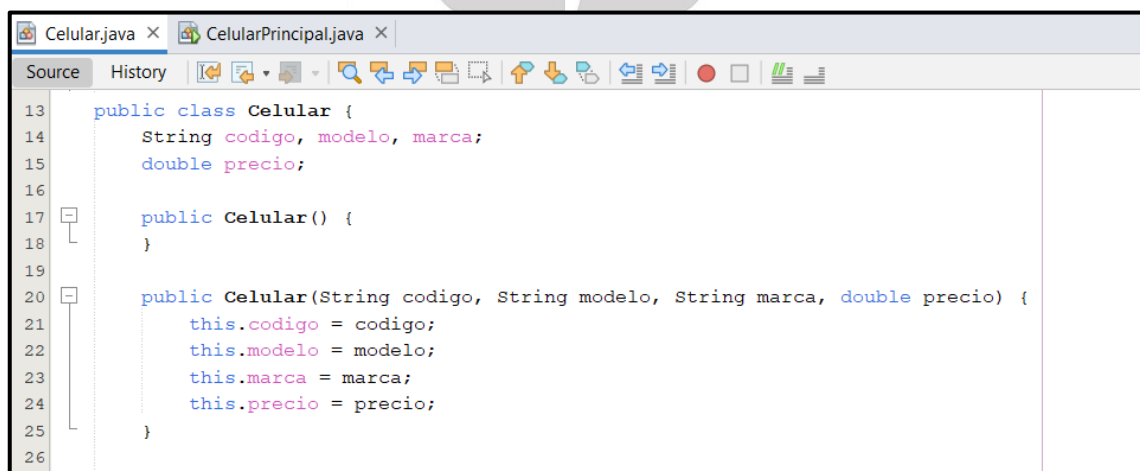 Celular.java × CelularPrincipal.java ×
Source History
13 public class Celular {
14 String codigo, modelo, marca;
15 double precio;
16
17 public Celular() {
18 }
19
20 public Celular(String codigo, String modelo, String marca, double precio) {
21 this.codigo = codigo;
22 this.modelo = modelo;
23 this.marca = marca;
24 this.precio = precio;
25 }
26